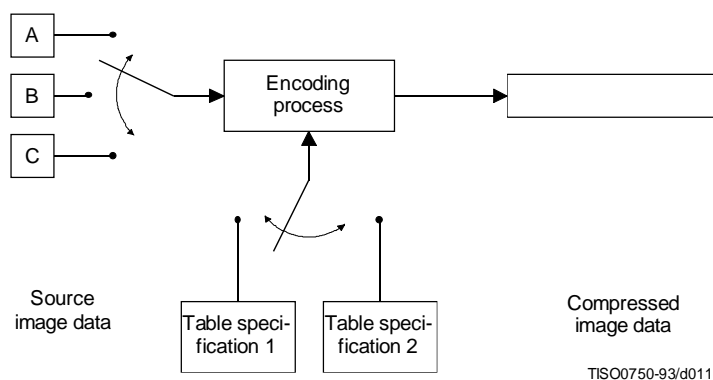 A
B
C
Encoding
process
Source
image data
Table speci-
fication 1
Table speci-
fication 2
Compressed
image data
TISO0750-93/d011